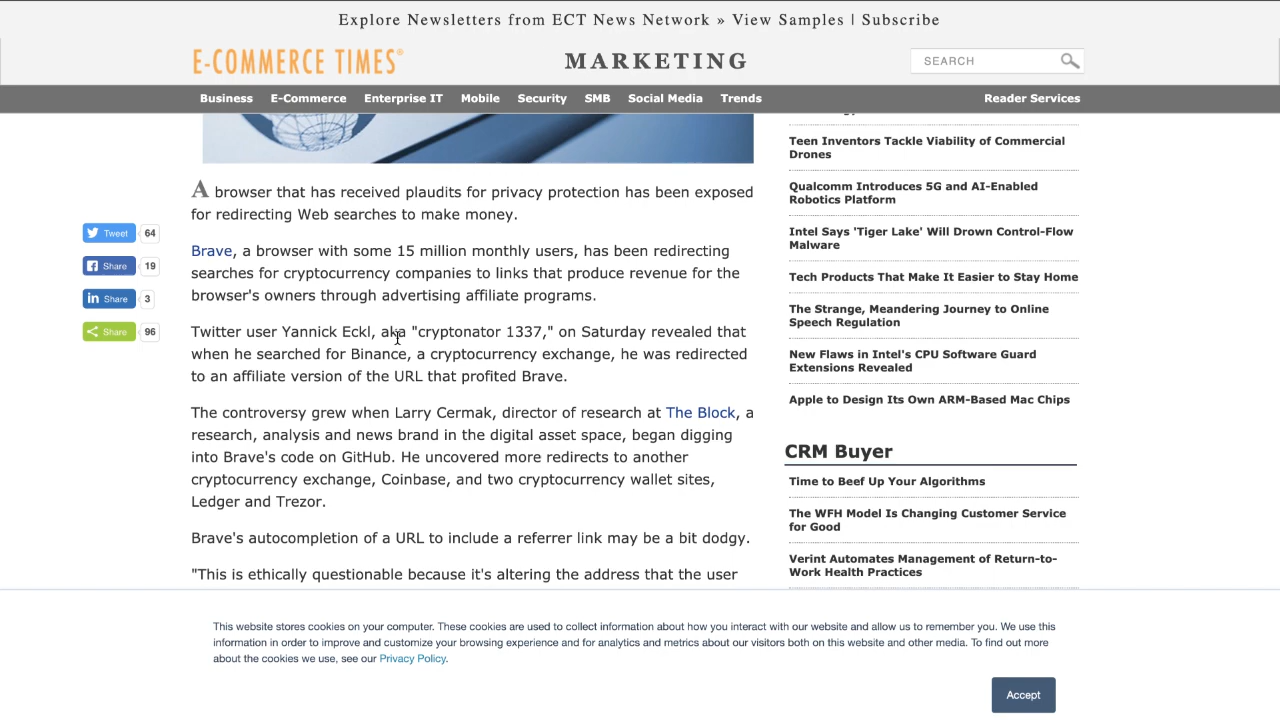 Explore Newsletters from ECT News Network » View Samples | Subscribe
E-COMMERCE TIMES®
MARKETING
SEARCH
Business E-Commerce Enterprise IT Mobile Security SMB Social Media Trends Reader Services
Tweet 64
Share 19
Share 3
Share 96
A browser that has received plaudits for privacy protection has been exposed
for redirecting Web searches to make money.
Brave, a browser with some 15 million monthly users, has been redirecting
searches for cryptocurrency companies to links that produce revenue for the
browser's owners through advertising affiliate programs.
Twitter user Yannick Eckl, aka "cryptonator 1337," on Saturday revealed that
when he searched for Binance, a cryptocurrency exchange, he was redirected
to an affiliate version of the URL that profited Brave.
The controversy grew when Larry Cermak, director of research at The Block, a
research, analysis and news brand in the digital asset space, began digging
into Brave's code on GitHub. He uncovered more redirects to another
cryptocurrency exchange, Coinbase, and two cryptocurrency wallet sites,
Ledger and Trezor.
Brave's autocompletion of a URL to include a referrer link may be a bit dodgy.
"This is ethically questionable because it's altering the address that the user
Teen Inventors Tackle Viability of Commercial
Drones
Qualcomm Introduces 5G and AI-Enabled
Robotics Platform
Intel Says 'Tiger Lake' Will Drown Control-Flow
Malware
Tech Products That Make It Easier to Stay Home
The Strange, Meandering Journey to Online
Speech Regulation
New Flaws in Intel's CPU Software Guard
Extensions Revealed
Apple to Design Its Own ARM-Based Mac Chips
CRM Buyer
Time to Beef Up Your Algorithms
The WFH Model Is Changing Customer Service
for Good
Verint Automates Management of Return-to-
Work Health Practices
This website stores cookies on your computer. These cookies are used to collect information about how you interact with our website and allow us to remember you. We use this
information in order to improve and customize your browsing experience and for analytics and metrics about our visitors both on this website and other media. To find out more
about the cookies we use, see our Privacy Policy.
Accept